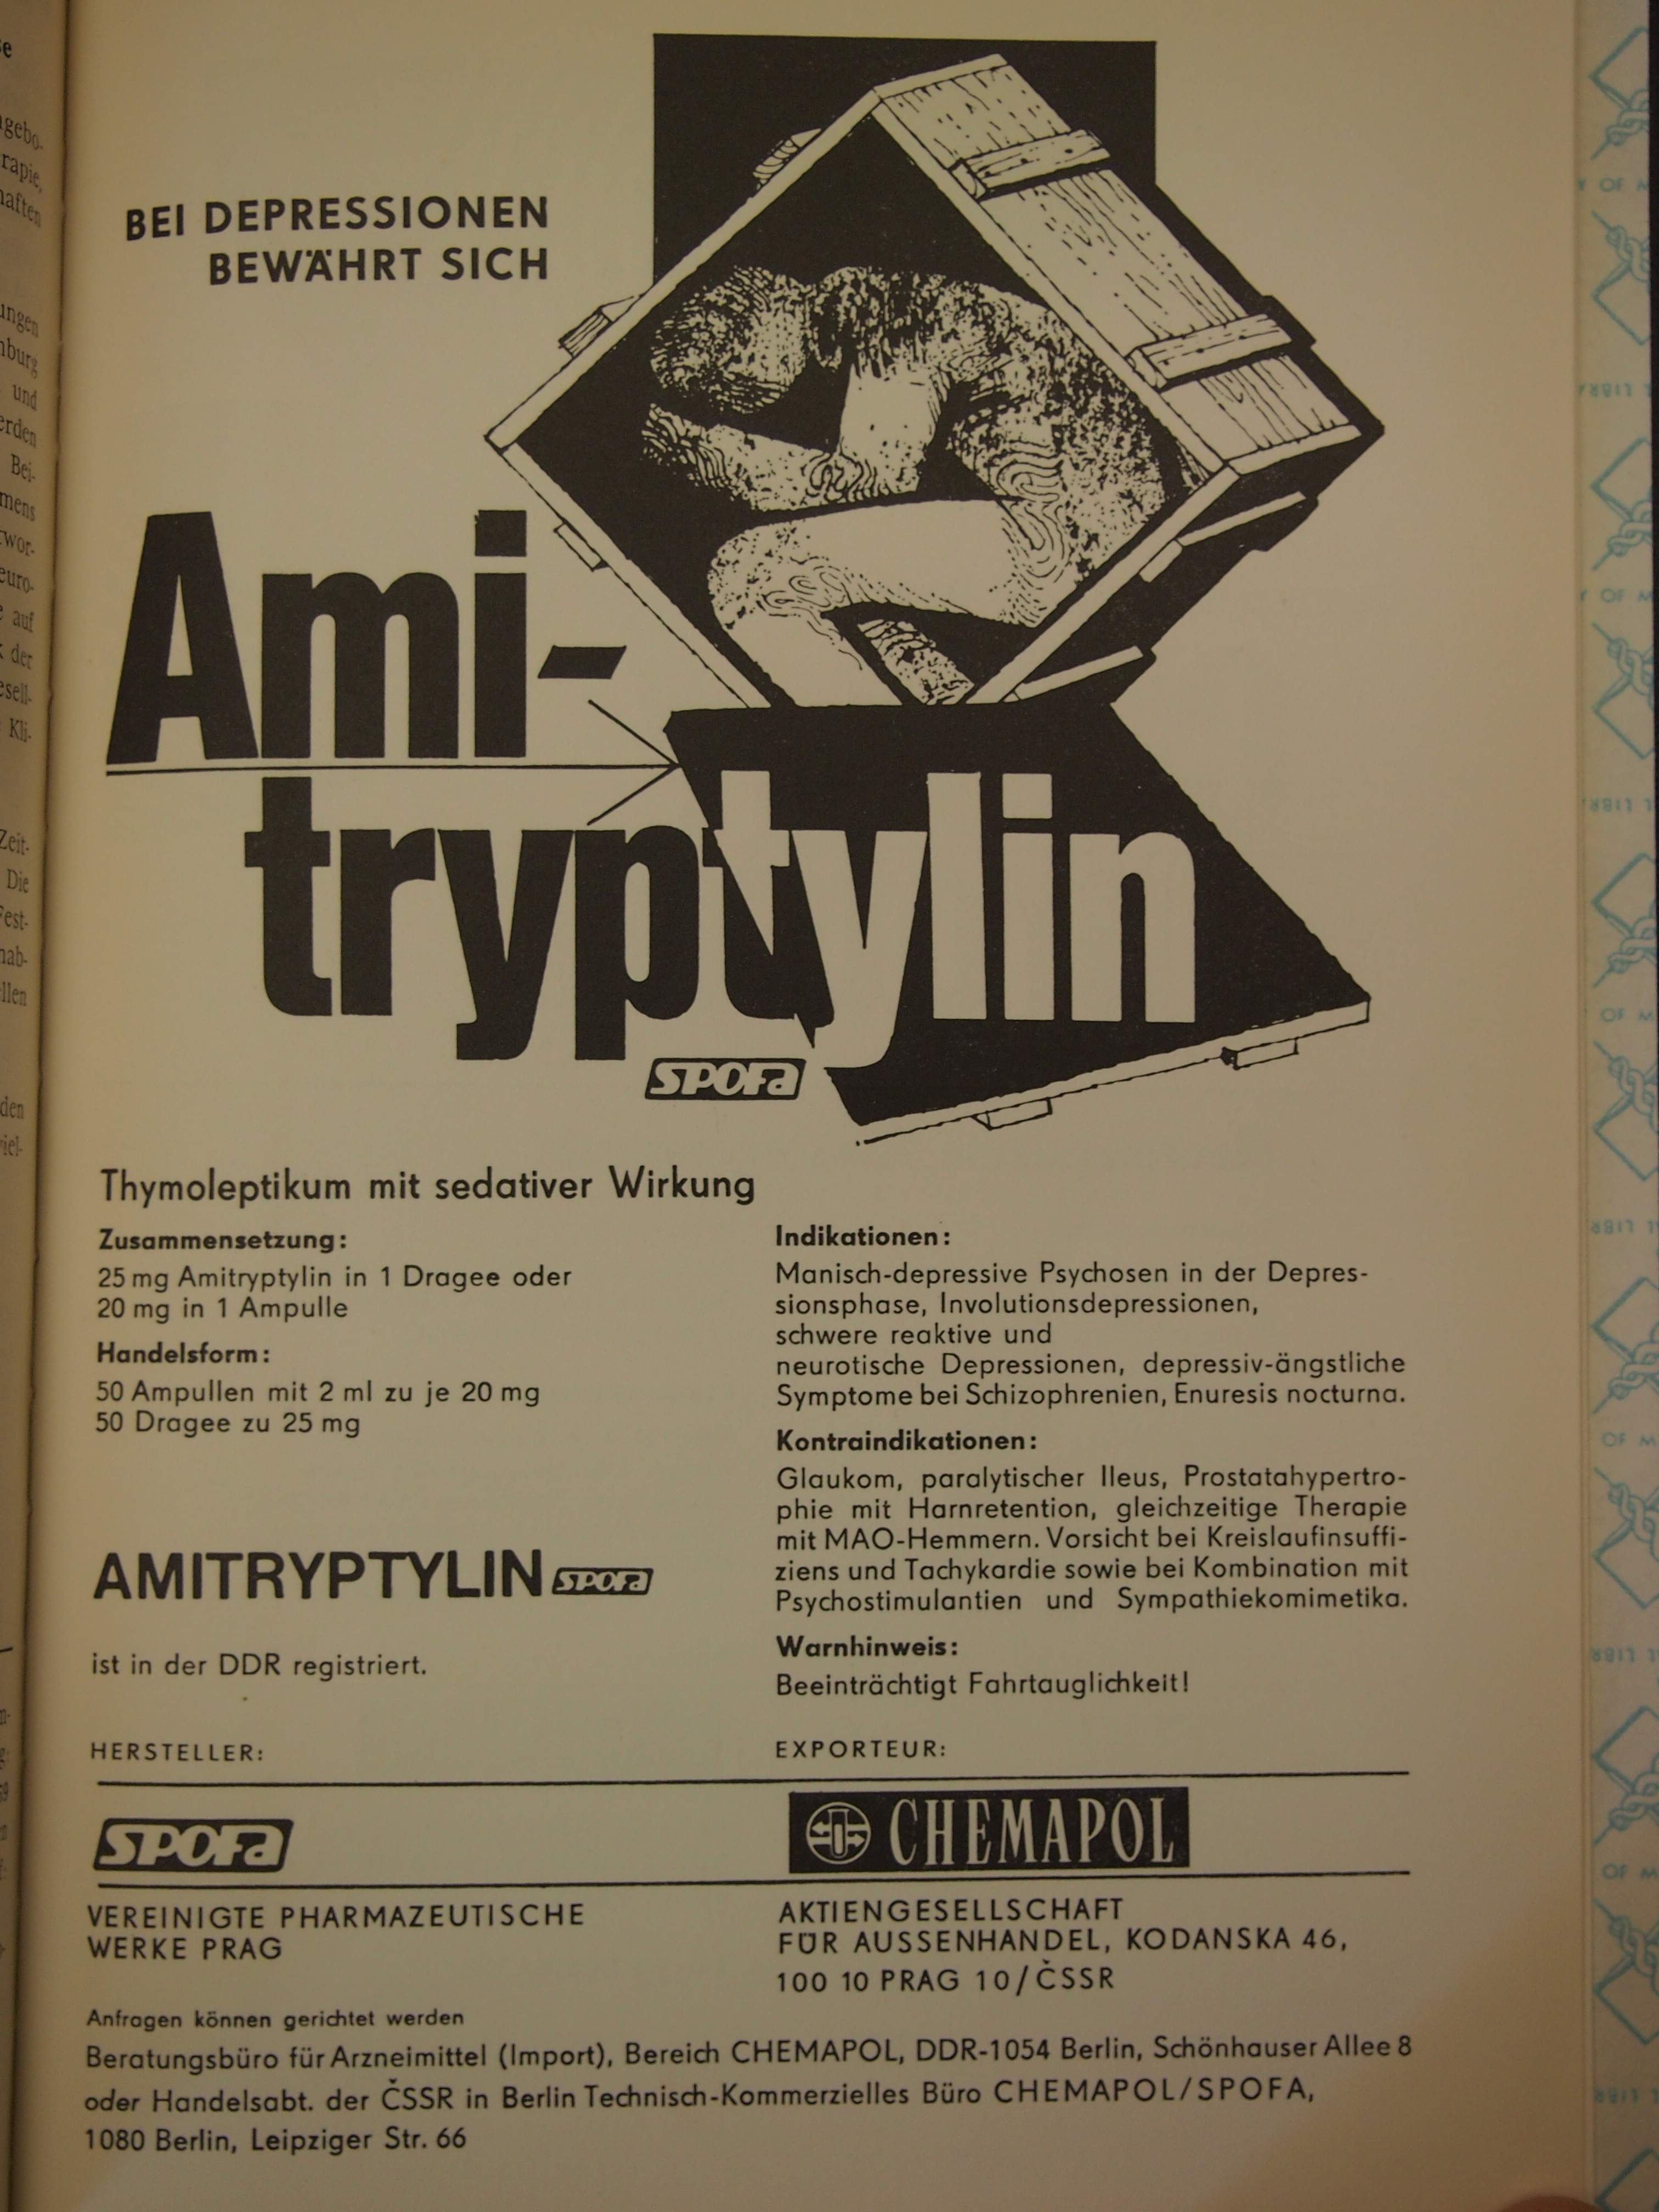 BEI DEPRESSIONEN
BEWÄHRT SICH
Ami-
tryptylin
SPOFA
Thymoleptikum mit sedativer Wirkung
Zusammensetzung:
25 mg Amitryptylin in 1 Dragee oder
20 mg in 1 Ampulle
Handelsform:
50 Ampullen mit 2 ml zu je 20 mg
50 Dragee zu 25 mg
AMITRYPTYLIN SPOFA
ist in der DDR registriert.
Indikationen:
Manisch-depressive Psychosen in der Depres-
sionsphase, Involutionsdepressionen,
schwere reaktive und
neurotische Depressionen, depressiv-ängstliche
Symptome bei Schizophrenien, Enuresis nocturna.
Kontraindikationen:
Glaukom, paralytischer Ileus, Prostatahypertro-
phie mit Harnretention, gleichzeitige Therapie
mit MAO-Hemmern. Vorsicht bei Kreislaufinsuffi-
ziens und Tachykardie sowie bei Kombination mit
Psychostimulantien und Sympathiekomimetika.
Warnhinweis:
Beeinträchtigt Fahrtauglichkeit!
HERSTELLER:
SPOFA
VEREINIGTE PHARMAZEUTISCHE
WERKE PRAG
EXPORTEUR:
CHEMAPOL
AKTIENGESELLSCHAFT
FÜR AUSSENHANDEL, KODANSKA 46,
100 10 PRAG 10/ČSSR
Anfragen können gerichtet werden
Beratungsbüro für Arzneimittel (Import), Bereich CHEMAPOL, DDR-1054 Berlin, Schönhauser Allee 8
oder Handelsabt. der ČSSR in Berlin Technisch-Kommerzielles Büro CHEMAPOL/SPOFA,
1080 Berlin, Leipziger Str. 66